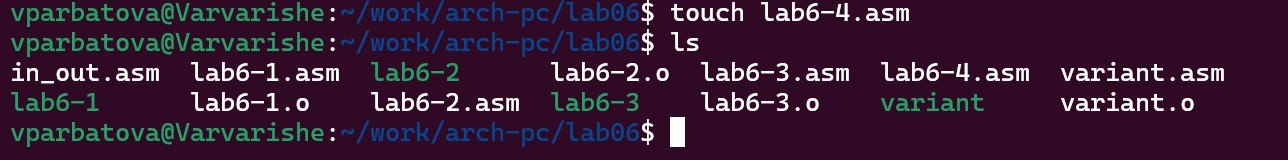 vparbatova@Varvarishe:~/work/arch-pc/lab06$ touch lab6-4.asm
vparbatova@Varvarishe:~/work/arch-pc/lab06$ ls
in_out.asm  lab6-1.asm  lab6-2      lab6-2.o  lab6-3.asm  lab6-4.asm  variant.asm
lab6-1      lab6-1.o    lab6-2.asm  lab6-3    lab6-3.o    variant     variant.o
vparbatova@Varvarishe:~/work/arch-pc/lab06$